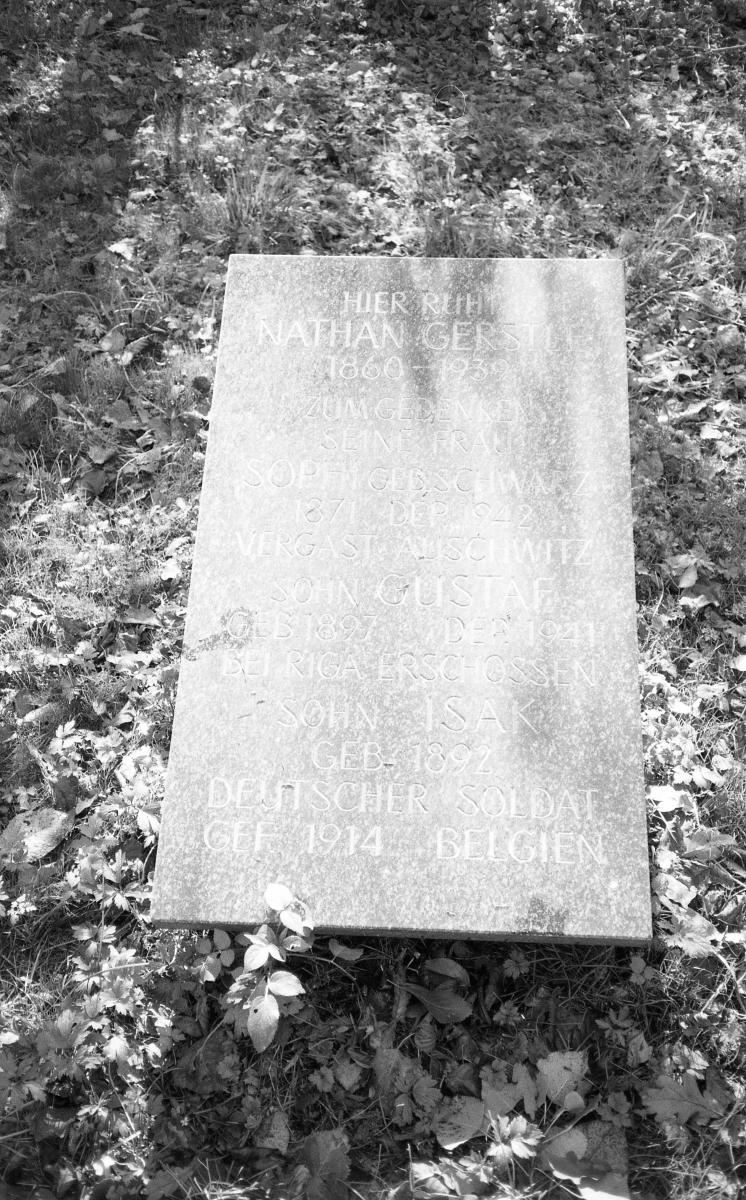 HIER RUHT
NATHAN GERSTLE
1860 – 1939
ZUM GEDENKEN
SEINE FRAU
SOPIEN GEB. SCHWARZ
1871 DEP. 1942
VERGAST AUSCHWITZ
SOHN GUSTAF
GEB. 1897 DEP. 1941
BEI RIGA ERSCHOSSEN
SOHN ISAK
GEB. 1892
DEUTSCHER SOLDAT
GEF. 1914 BELGIEN